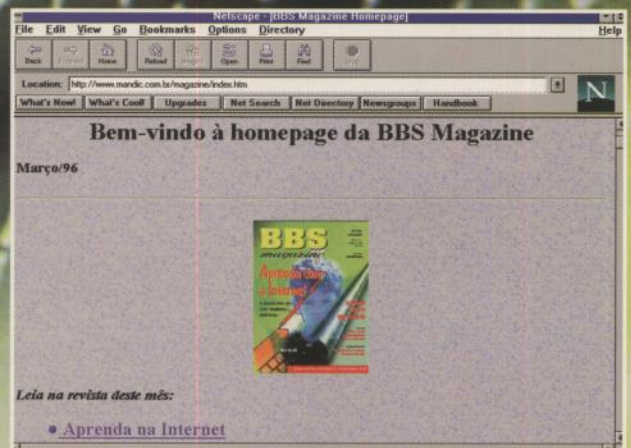 Netscape - [BBS Magazine Homepage]
File Edit View Go Bookmarks Options Directory Help
Back Forward Home Reload Images Open Print Find Stop
Location: http://www.mandic.com.br/magazine/index.htm
N
What's New! What's Cool! Upgrades Net Search Net Directory Newsgroups Handbook
Bem-vindo à homepage da BBS Magazine
Março/96
BBS
magazine
Aprenda com
a Internet
Leia na revista deste mês:
• Aprenda na Internet